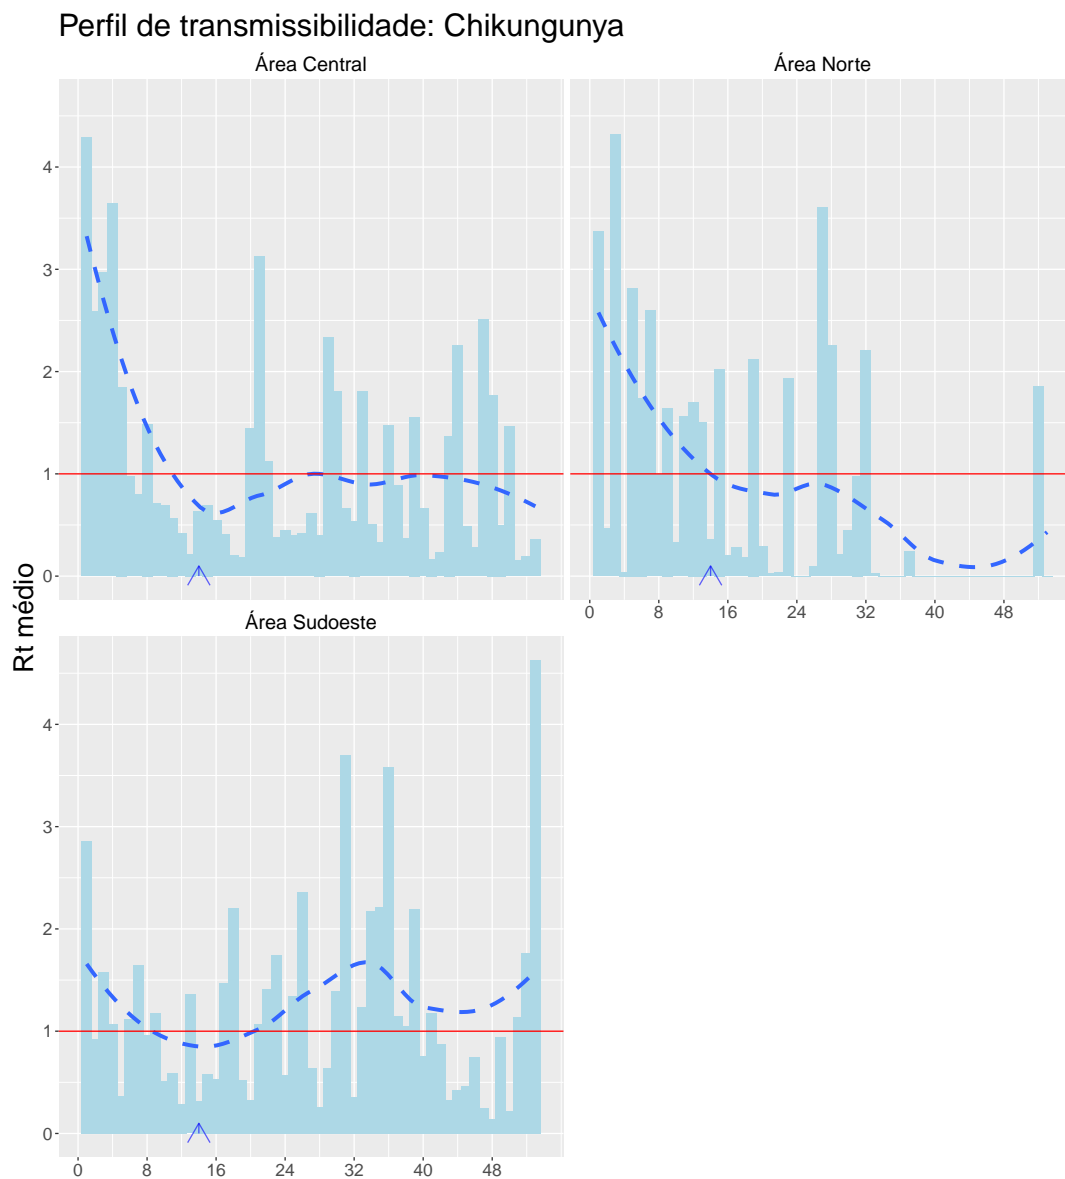 Perfil de transmissibilidade: Chikungunya
Área Central
Área Norte
4
3
2
1
0
0 8 16 24 32 40 48
Rt médio
Área Sudoeste
4
3
2
1
0
0 8 16 24 32 40 48